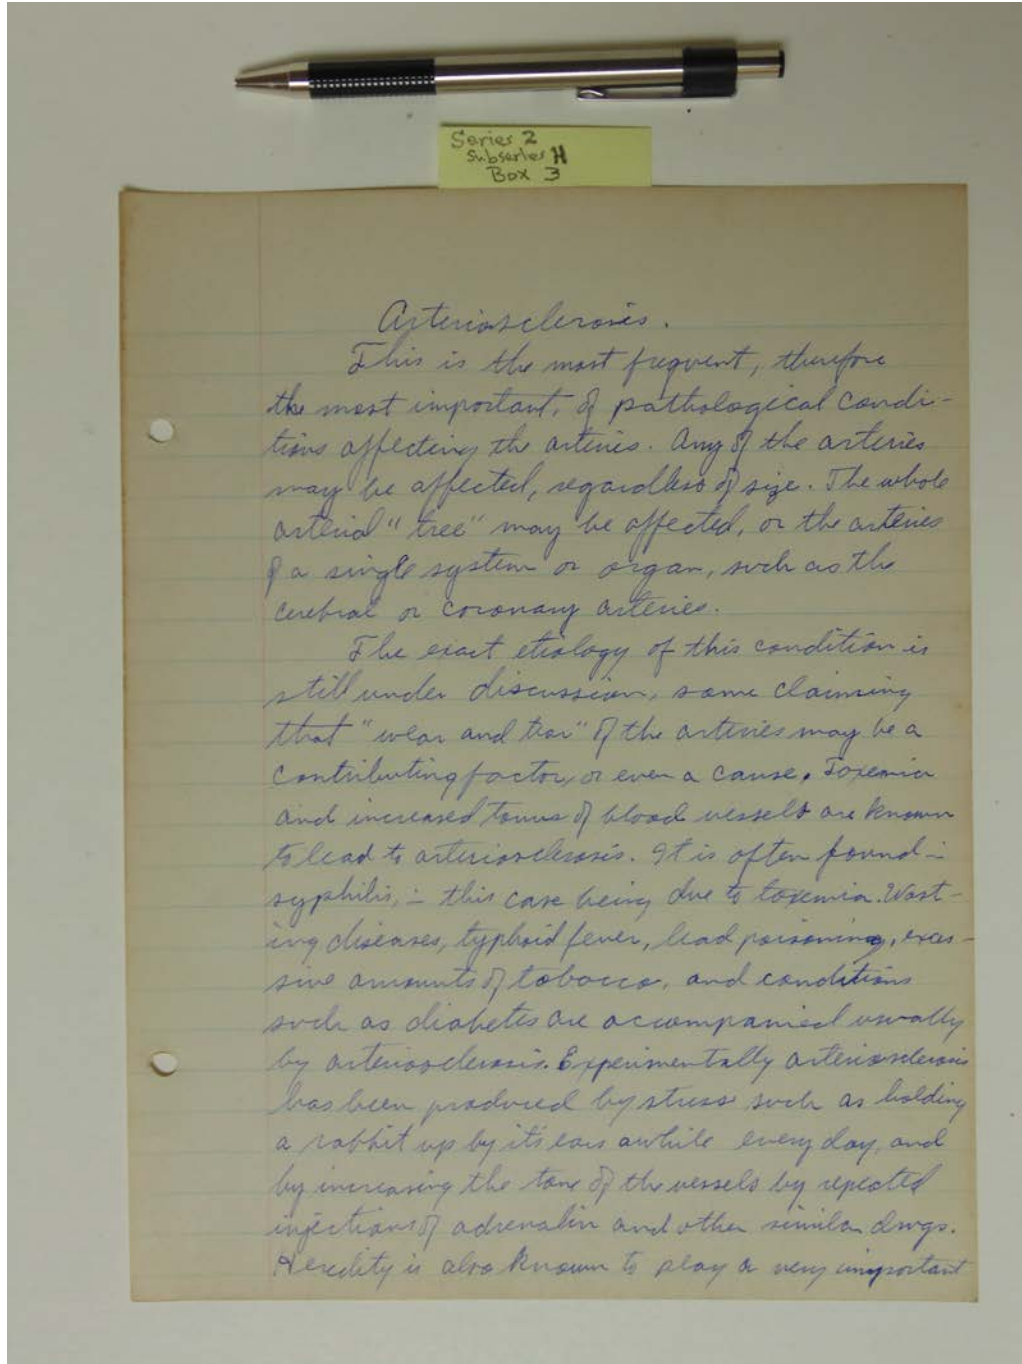 Series 2
Subseries H
Box 3
Arteriosclerosis.
This is the most frequent, therefore
the most important, of pathological condi-
tions affecting the arteries. Any of the arteries
may be affected, regardless of size. The whole
arterial "tree" may be affected, or the arteries
of a single system or organ, such as the
cerebral or coronary arteries.
The exact etiology of this condition is
still under discussion, some claiming
that "wear and tear" of the arteries may be a
contributing factor, or even a cause. Toxemia
and increased tonus of blood vessels are known
to lead to arteriosclerosis. It is often found
syphilis, this case being due to toxemia. Wast-
ing diseases, typhoid fever, lead poisoning, exces-
sive amounts of tobacco, and conditions
such as diabetes are accompanied usually
by arteriosclerosis. Experimentally arteriosclerosis
has been produced by stress such as holding
a rabbit up by its ears awhile every day, and
by increasing the tone of the vessels by repeated
injections of adrenalin and other similar drugs.
Heredity is also known to play a very important